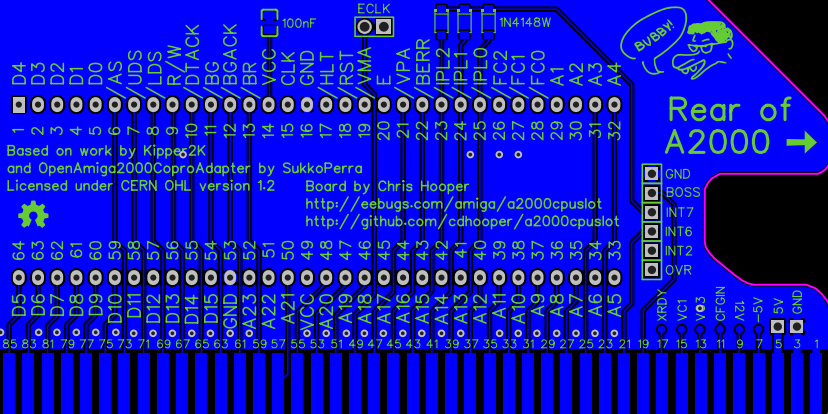 ECLK
100nF
1N4148W
BUBBY!
D4 D3 D2 D1 D0 AS UDS LDS R/W DTACK BG BGACK BR VCC CLK GND HLT RST VMA E VPA BERR IPL2 IPL1 IPL0 FC2 FC1 FC0 A1 A2 A3 A4
1 2 3 4 5 6 7 8 9 10 11 12 13 14 15 16 17 18 19 20 21 22 23 24 25 26 27 28 29 30 31 32
Rear of
A2000
Based on work by Kipper2K
and OpenAmiga2000CoproAdapter by SukkoPerra
Licensed under CERN OHL version 1.2
Board by Chris Hooper
http://eebugs.com/amiga/a2000cpuslot
http://github.com/cdhooper/a2000cpuslot
GND
BOSS
INT7
INT6
INT2
OVR
64 63 62 61 60 59 58 57 56 55 54 53 52 51 50 49 48 47 46 45 44 43 42 41 40 39 38 37 36 35 34 33
D5 D6 D7 D8 D9 D10 D11 D12 D13 D14 D15 GND A23 A22 A21 VCC A20 A19 A18 A17 A16 A15 A14 A13 A12 A11 A10 A9 A8 A7 A6 A5
XRDY VC1 CFGIN -5V 5V GND
85 83 81 79 77 75 73 71 69 67 65 63 61 59 57 55 53 51 49 47 45 43 41 39 37 35 33 31 29 27 25 23 21 19 17 15 13 11 9 7 5 3 1